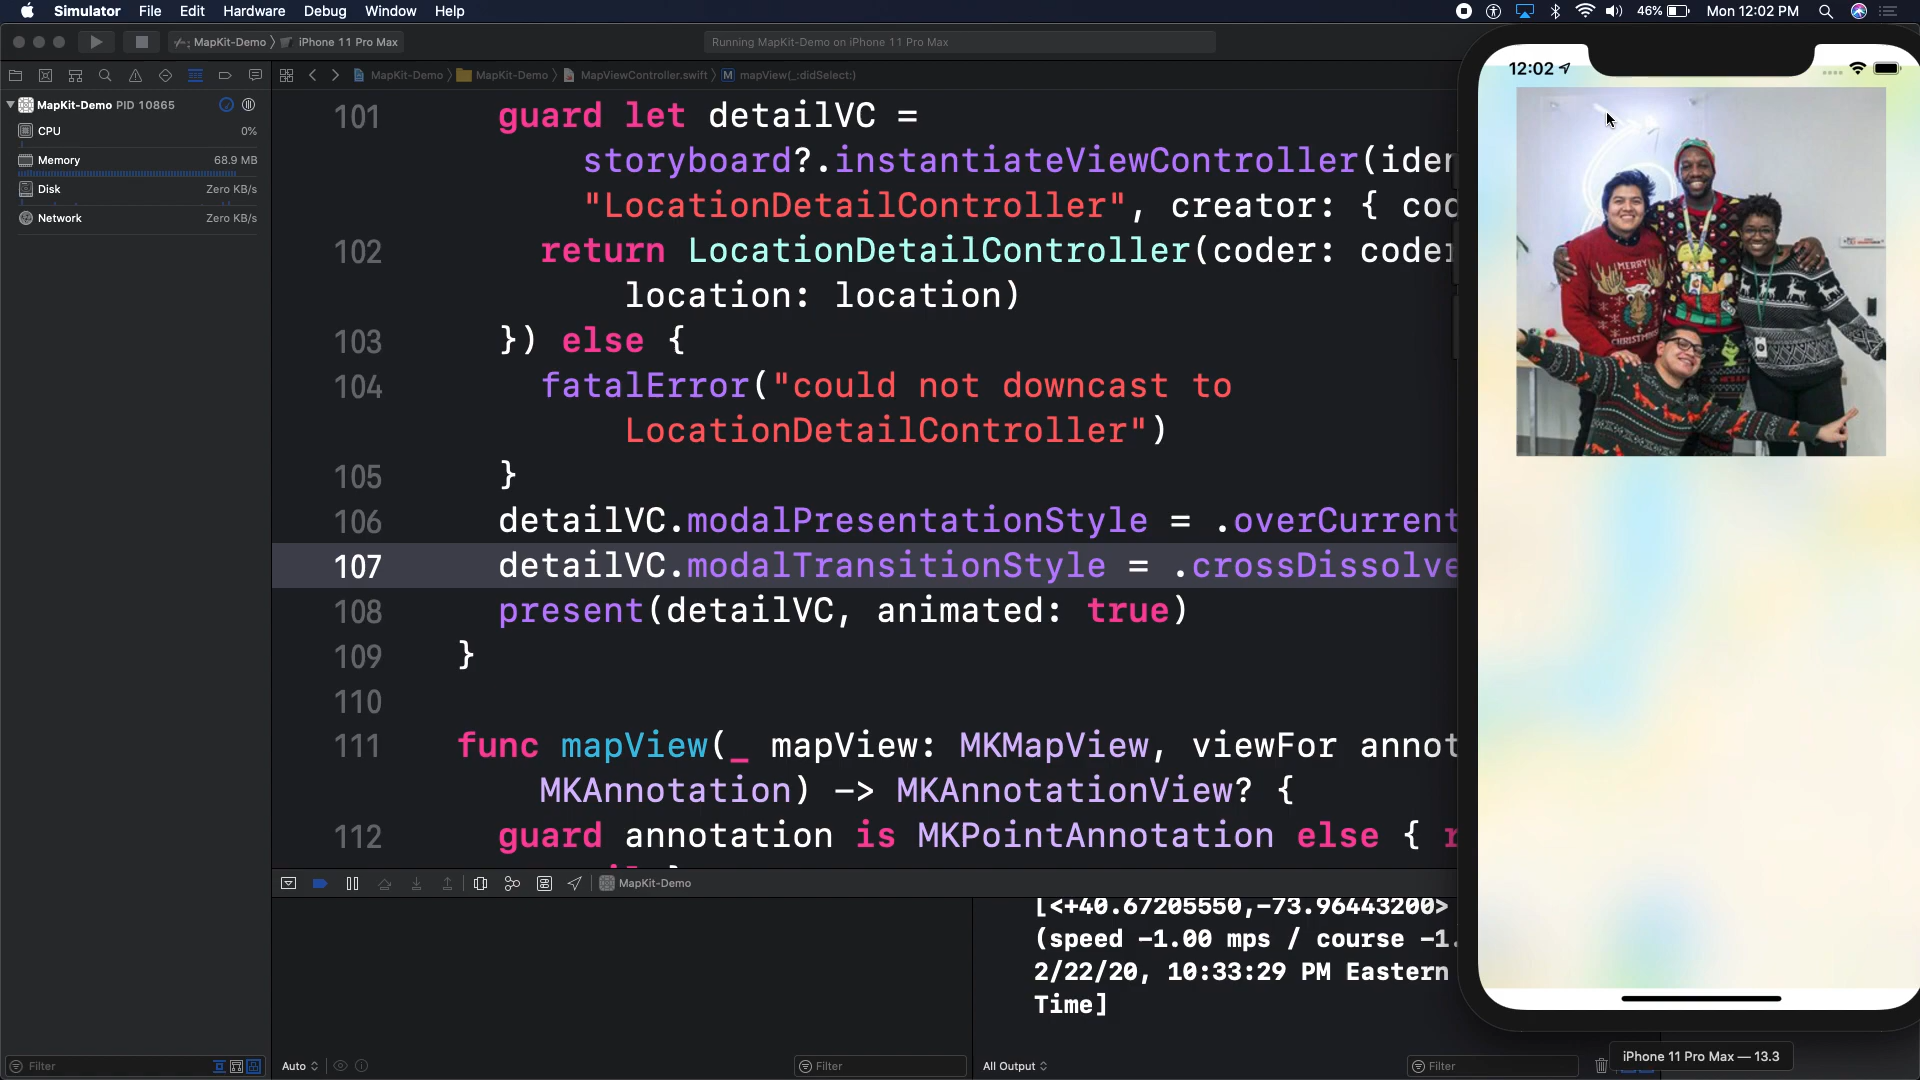 Simulator File Edit Hardware Debug Window Help
46% Mon 12:02 PM
MapKit-Demo iPhone 11 Pro Max
Running MapKit-Demo on iPhone 11 Pro Max
MapKit-Demo MapKit-Demo MapViewController.swift M mapView(_:didSelect:)
MapKit-Demo PID 10865
CPU 0%
Memory 68.9 MB
Disk Zero KB/s
Network Zero KB/s
101 guard let detailVC =
storyboard?.instantiateViewController(iden
"LocationDetailController", creator: { cod
102 return LocationDetailController(coder: coder
location: location)
103 }) else {
104 fatalError("could not downcast to
LocationDetailController")
105 }
106 detailVC.modalPresentationStyle = .overCurrent
107 detailVC.modalTransitionStyle = .crossDissolve
108 present(detailVC, animated: true)
109 }
110
111 func mapView(_ mapView: MKMapView, viewFor annot
MKAnnotation) -> MKAnnotationView? {
112 guard annotation is MKPointAnnotation else { r
MapKit-Demo
[<+40.67205550,-73.96443200>
(speed -1.00 mps / course -1.
2/22/20, 10:33:29 PM Eastern
Time]
Filter
Auto
Filter
All Output
Filter
12:02
MERRY
CHRISTMAS
iPhone 11 Pro Max — 13.3